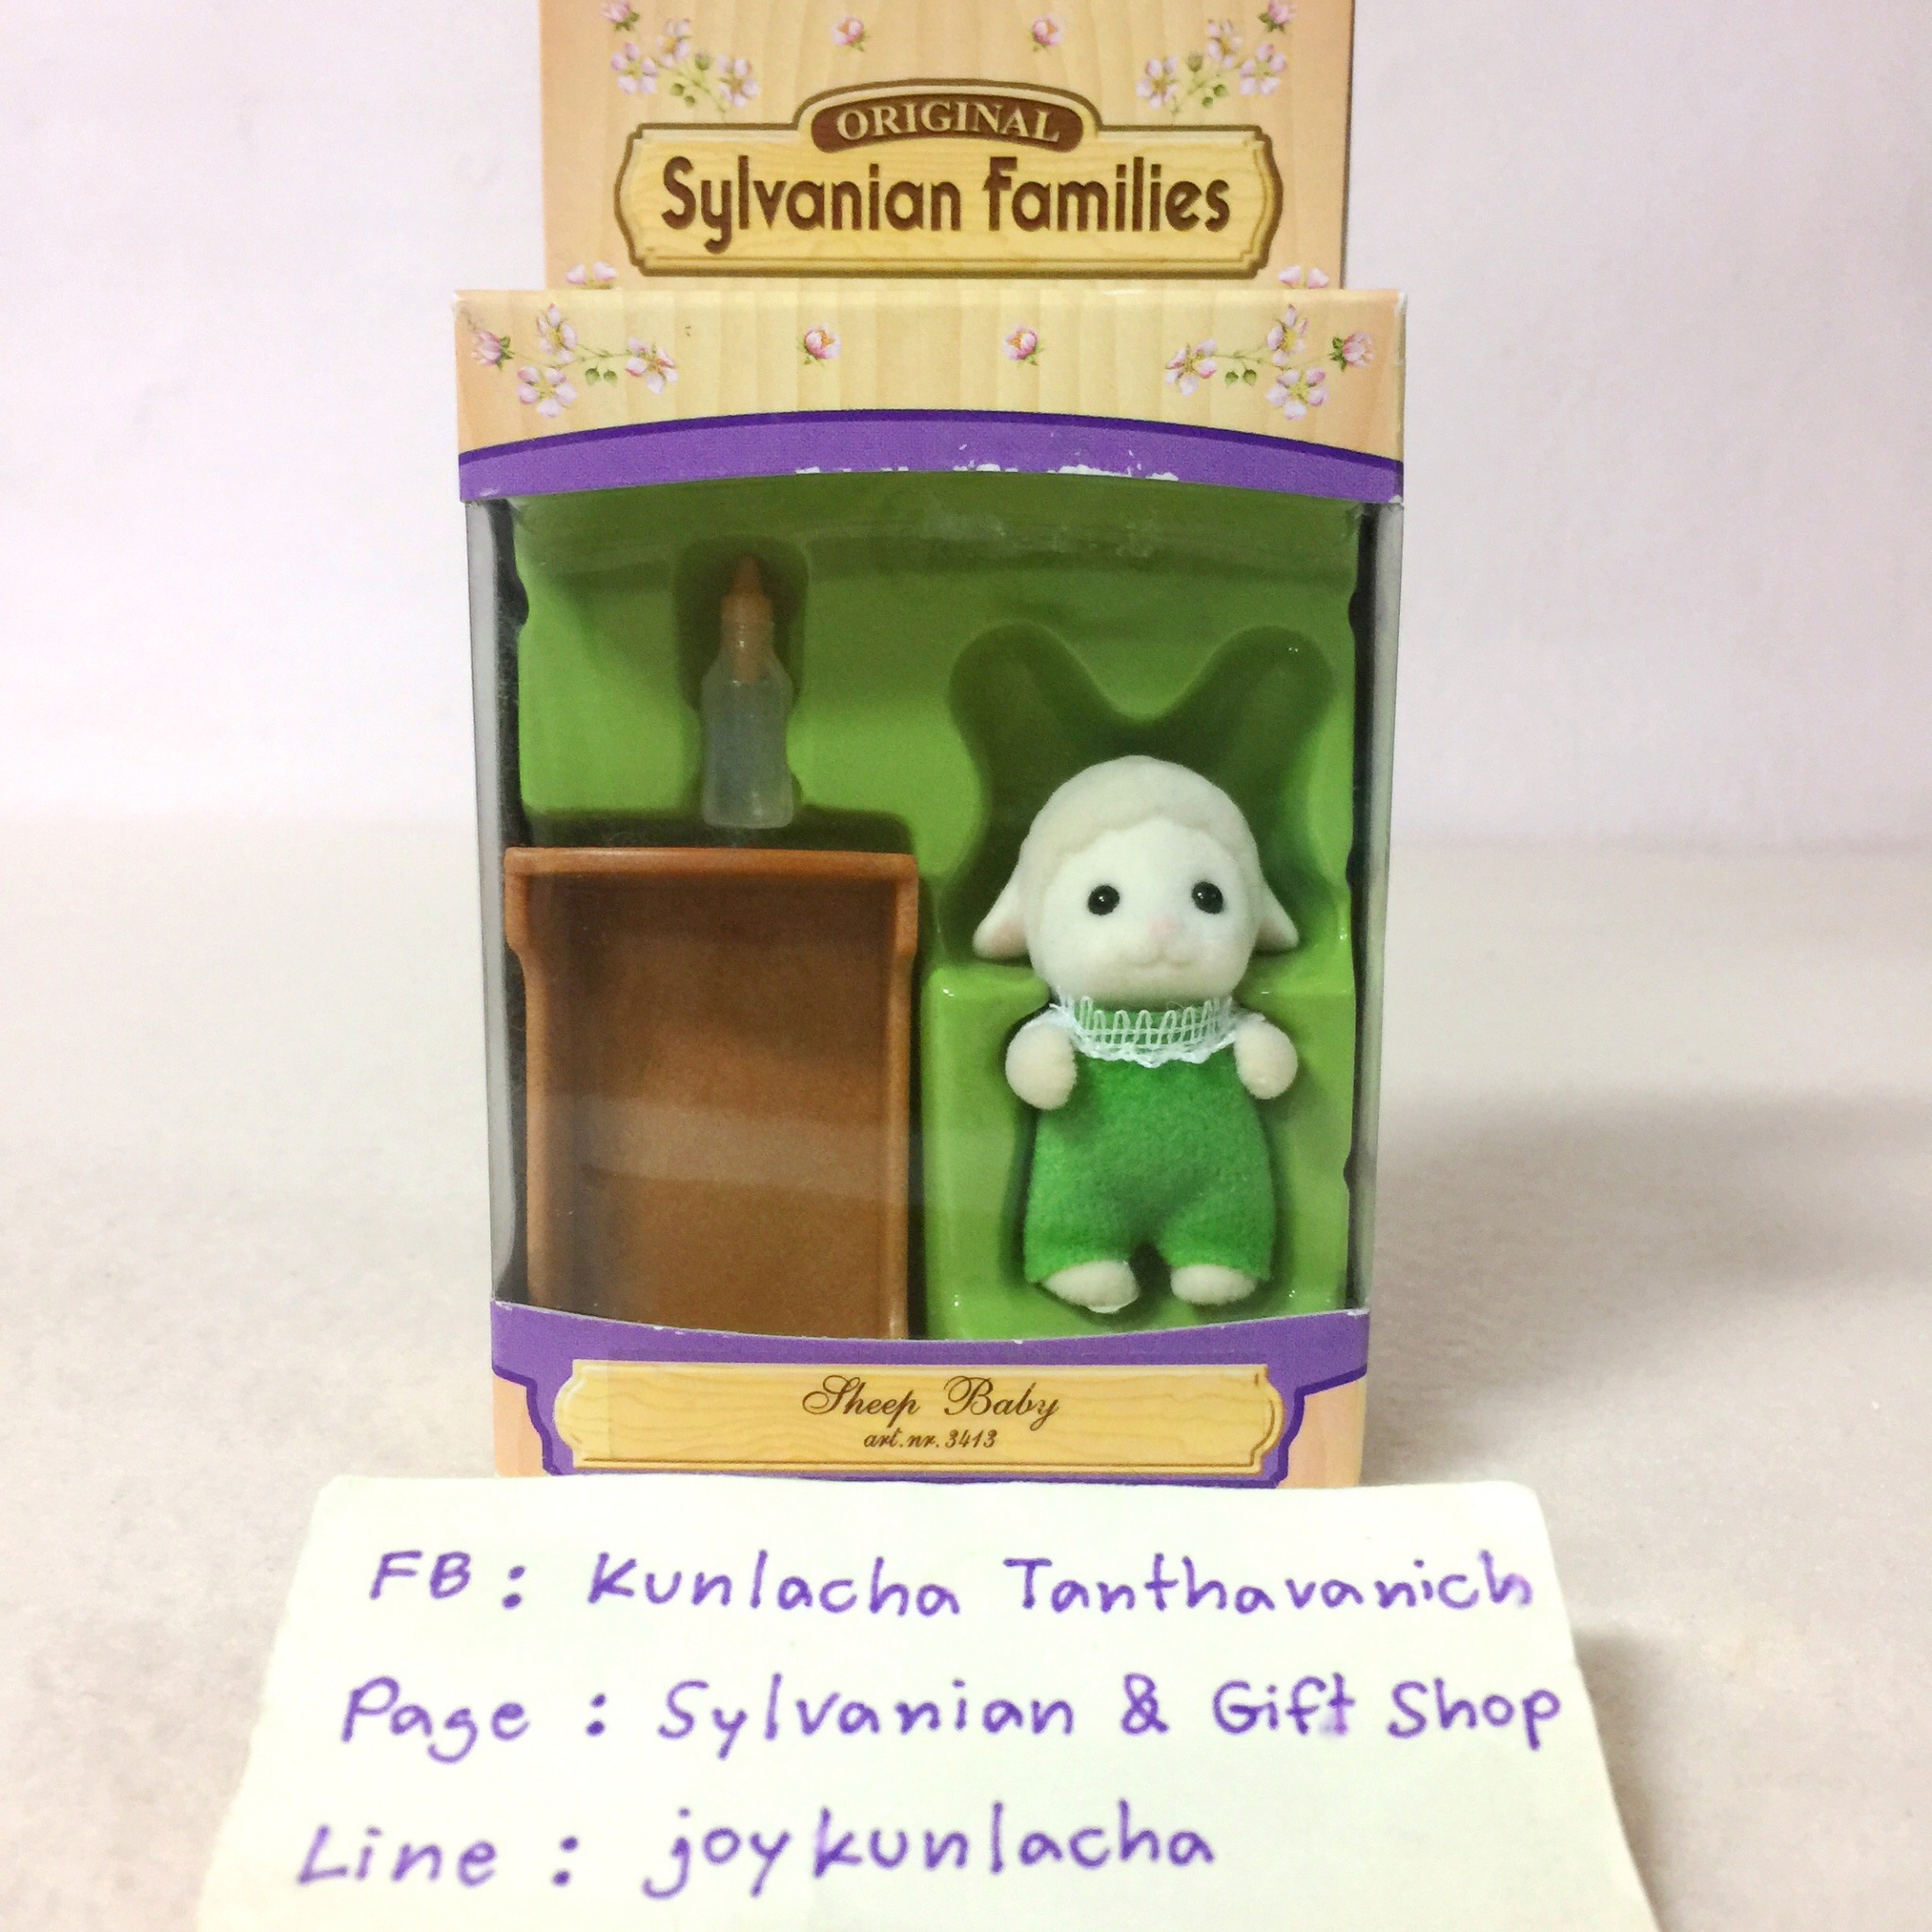 ORIGINAL
Sylvanian Families
Sheep Baby
art.nr.3413
FB : Kunlacha Tanthavanich
Page : Sylvanian & Gift Shop
Line : joykunlacha